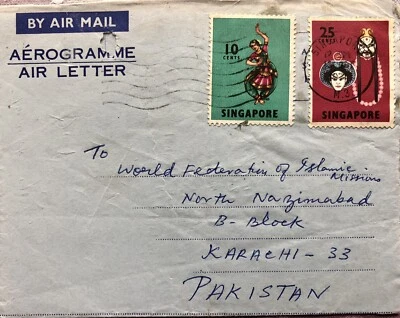 BY AIR MAIL
AÉROGRAMME
AIR LETTER
10
CENTS
SINGAPORE
25
CENTS
SINGAPORE
To
World Federation of Islamic
Missions
North Nazimabad
B-Block
KARACHI-33
PAKISTAN